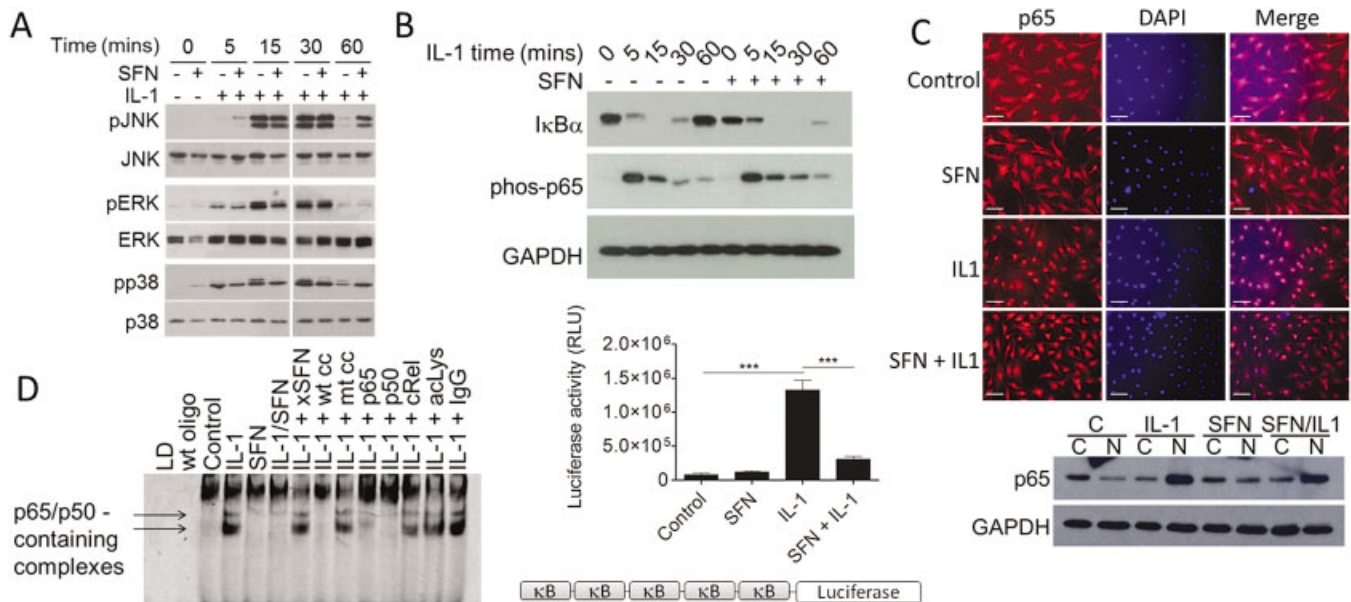 A
Time (mins) 0 5 15 30 60
SFN - + - + - + - + - +
IL-1 - - + + + + + + + +
pJNK
JNK
pERK
ERK
pp38
p38
B
IL-1 time (mins) 0 5 15 30 60 0 5 15 30 60
SFN - - - - - + + + + +
IκBα
phos-p65
GAPDH
Luciferase activity (RLU)
2.0×10⁶
1.5×10⁶
1.0×10⁶
5.0×10⁵
0
*** ***
Control SFN IL-1 SFN + IL-1
κB κB κB κB κB Luciferase
C
p65 DAPI Merge
Control
SFN
IL1
SFN + IL1
C IL-1 SFN SFN/IL1
C N C N C N C N
p65
GAPDH
D
LD
wt oligo
Control
IL-1
SFN
IL-1/SFN
IL-1 + xSFN
IL-1 + wt cc
IL-1 + mt cc
IL-1 + p65
IL-1 + p50
IL-1 + cRel
IL-1 + acLys
IL-1 + IgG
p65/p50 -
containing
complexes